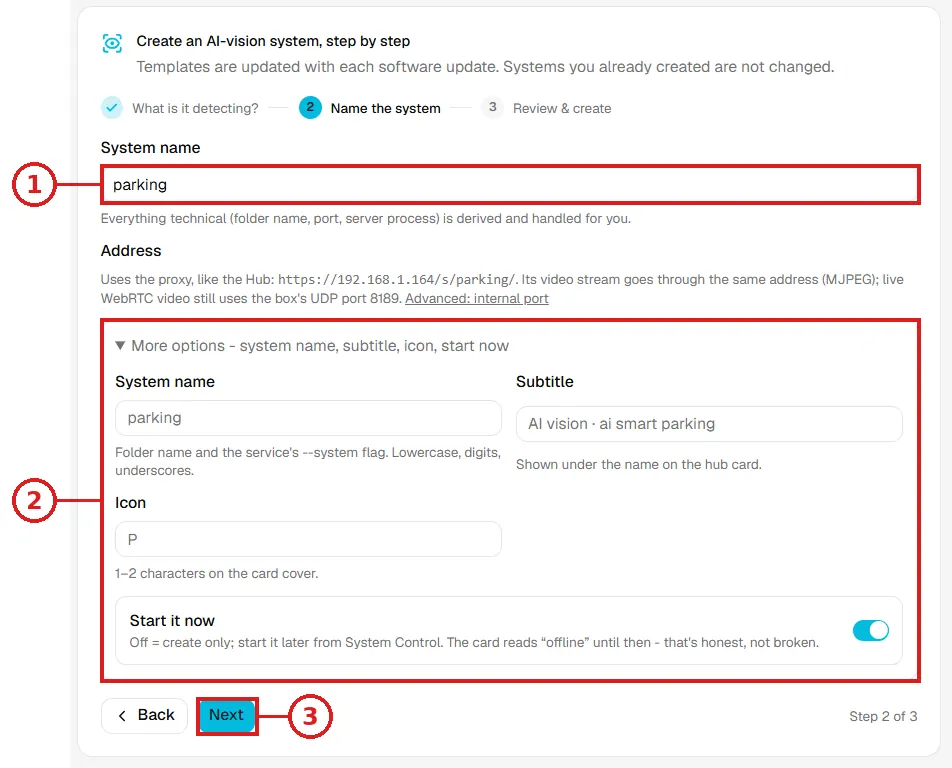 Create an AI-vision system, step by step
Templates are updated with each software update. Systems you already created are not changed.
What is it detecting?
2 Name the system
3 Review & create
System name
1
parking
Everything technical (folder name, port, server process) is derived and handled for you.
Address
Uses the proxy, like the Hub: https://192.168.1.164/s/parking/. Its video stream goes through the same address (MJPEG); live
WebRTC video still uses the box's UDP port 8189. Advanced: internal port
▼ More options - system name, subtitle, icon, start now
System name
Subtitle
parking
AI vision · ai smart parking
Folder name and the service's --system flag. Lowercase, digits,
underscores.
Shown under the name on the hub card.
2
Icon
P
1–2 characters on the card cover.
Start it now
Off = create only; start it later from System Control. The card reads “offline” until then - that's honest, not broken.
Back
Next
3
Step 2 of 3